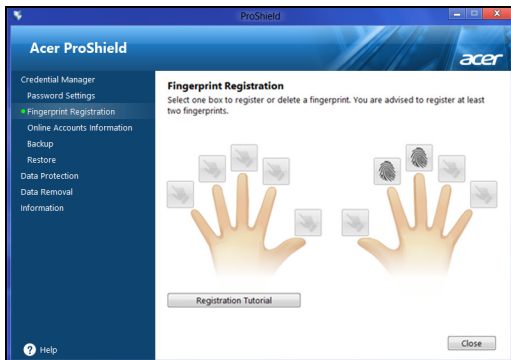 ProShield
Acer ProShield
acer
Credential Manager
Password Settings
Fingerprint Registration
Online Accounts Information
Backup
Restore
Data Protection
Data Removal
Information
Fingerprint Registration
Select one box to register or delete a fingerprint. You are advised to register at least
two fingerprints.
Registration Tutorial
? Help
Close